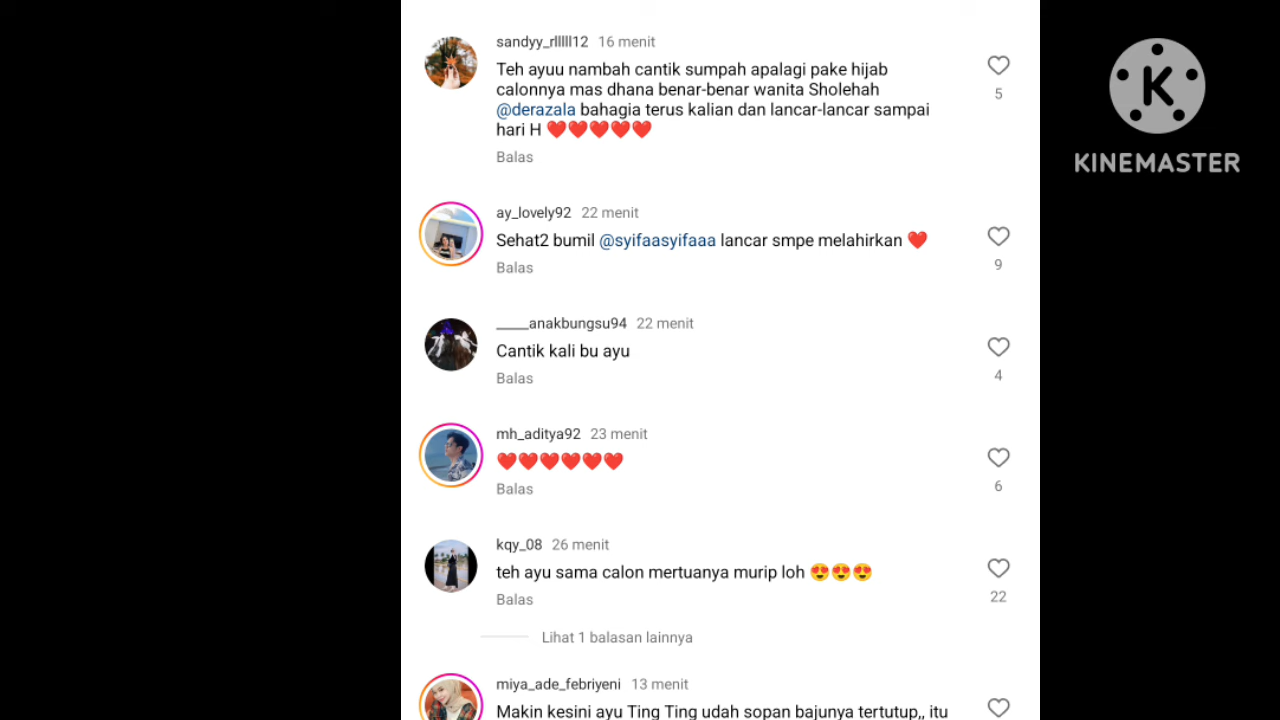 sandyy_rlllll12 16 menit
Teh ayuu nambah cantik sumpah apalagi pake hijab
calonnya mas dhana benar-benar wanita Sholehah
@derazala bahagia terus kalian dan lancar-lancar sampai
hari H ❤️❤️❤️❤️❤️
5
Balas
ay_lovely92 22 menit
Sehat2 bumil @syifaasyifaaa lancar smpe melahirkan ❤️
9
Balas
_____anakbungsu94 22 menit
Cantik kali bu ayu
4
Balas
mh_aditya92 23 menit
❤️❤️❤️❤️❤️❤️
6
Balas
kqy_08 26 menit
teh ayu sama calon mertuanya murip loh 😍😍😍
22
Balas
Lihat 1 balasan lainnya
miya_ade_febriyeni 13 menit
Makin kesini ayu Ting Ting udah sopan bajunya tertutup,, itu
K
KINEMASTER